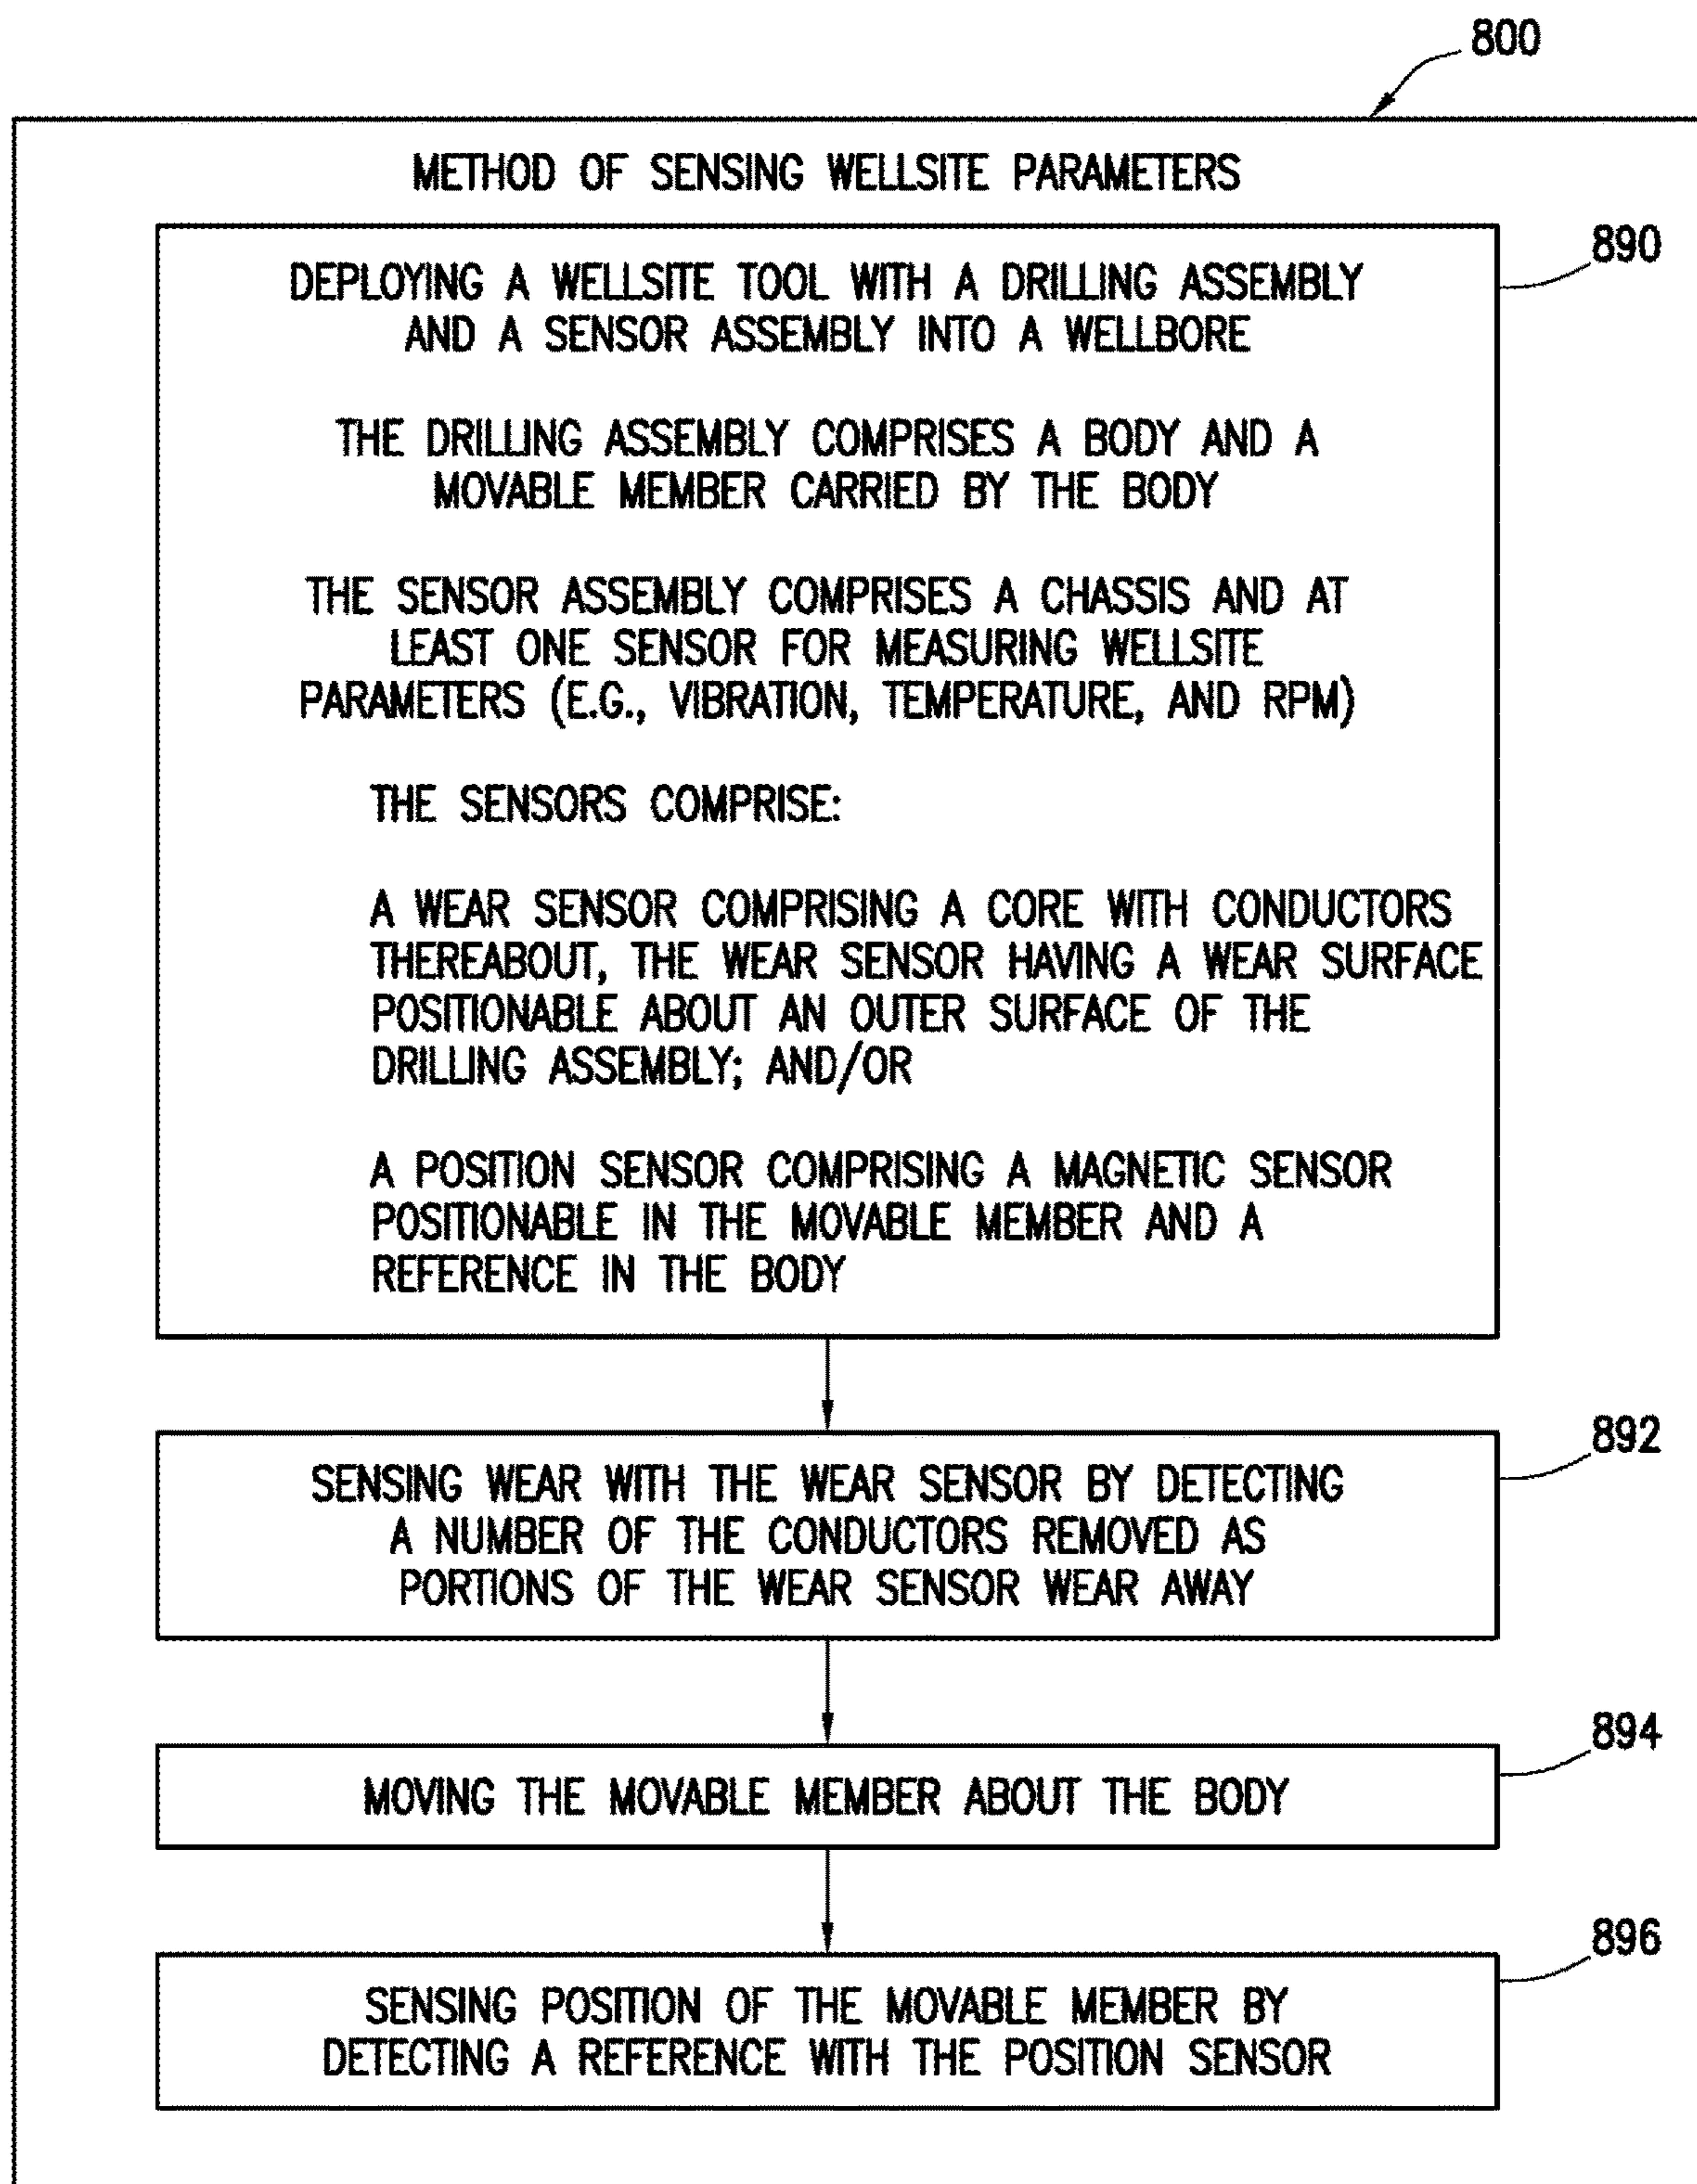 800
METHOD OF SENSING WELLSITE PARAMETERS
890
DEPLOYING A WELLSITE TOOL WITH A DRILLING ASSEMBLY
AND A SENSOR ASSEMBLY INTO A WELLBORE
THE DRILLING ASSEMBLY COMPRISES A BODY AND A
MOVABLE MEMBER CARRIED BY THE BODY
THE SENSOR ASSEMBLY COMPRISES A CHASSIS AND AT
LEAST ONE SENSOR FOR MEASURING WELLSITE
PARAMETERS (E.G., VIBRATION, TEMPERATURE, AND RPM)
THE SENSORS COMPRISE:
A WEAR SENSOR COMPRISING A CORE WITH CONDUCTORS
THEREABOUT, THE WEAR SENSOR HAVING A WEAR SURFACE
POSITIONABLE ABOUT AN OUTER SURFACE OF THE
DRILLING ASSEMBLY; AND/OR
A POSITION SENSOR COMPRISING A MAGNETIC SENSOR
POSITIONABLE IN THE MOVABLE MEMBER AND A
REFERENCE IN THE BODY
892
SENSING WEAR WITH THE WEAR SENSOR BY DETECTING
A NUMBER OF THE CONDUCTORS REMOVED AS
PORTIONS OF THE WEAR SENSOR WEAR AWAY
894
MOVING THE MOVABLE MEMBER ABOUT THE BODY
896
SENSING POSITION OF THE MOVABLE MEMBER BY
DETECTING A REFERENCE WITH THE POSITION SENSOR